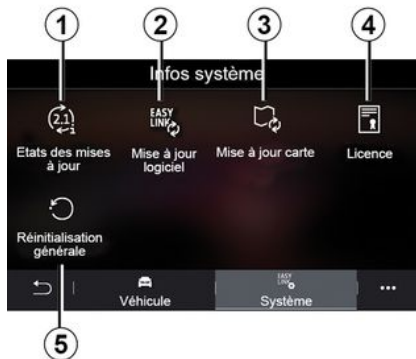 1
2
3
4
Infos système
2.1
EASY
LINK
Etats des mises
à jour
Mise à jour
logiciel
Mise à jour carte
Licence
Réinitialisation
générale
Véhicule
EASY
LINK
Système
...
5